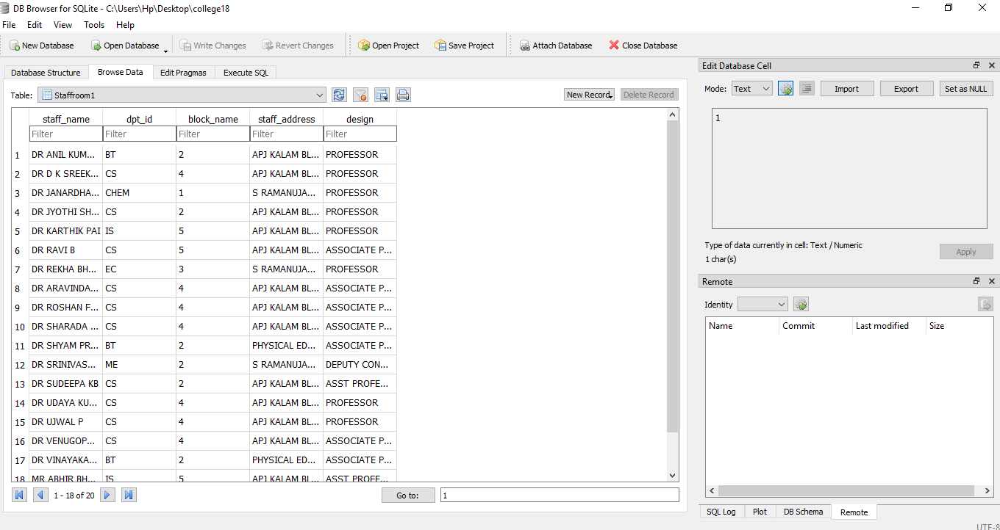 DB Browser for SQLite - C:\Users\Hp\Desktop\college18
File Edit View Tools Help
New Database Open Database Write Changes Revert Changes Open Project Save Project Attach Database Close Database
Database Structure Browse Data Edit Pragmas Execute SQL
Table: Staffroom1 New Record Delete Record
staff_name dpt_id block_name staff_address design
Filter Filter Filter Filter Filter
1 DR ANIL KUM... BT 2 APJ KALAM BL... PROFESSOR
2 DR D K SREEK... CS 4 APJ KALAM BL... PROFESSOR
3 DR JANARDHA... CHEM 1 S RAMANUJA... PROFESSOR
4 DR JYOTHI SH... CS 2 APJ KALAM BL... PROFESSOR
5 DR KARTHIK PAI IS 5 APJ KALAM BL... PROFESSOR
6 DR RAVI B CS 5 APJ KALAM BL... ASSOCIATE P...
7 DR REKHA BH... EC 3 S RAMANUJA... PROFESSOR
8 DR ARAVINDA... CS 4 APJ KALAM BL... ASSOCIATE P...
9 DR ROSHAN F... CS 4 APJ KALAM BL... ASSOCIATE P...
10 DR SHARADA ... CS 4 APJ KALAM BL... ASSOCIATE P...
11 DR SHYAM PR... BT 2 PHYSICAL ED... ASSOCIATE P...
12 DR SRINIVAS... ME 2 S RAMANUJA... DEPUTY CON...
13 DR SUDEEPA KB CS 2 APJ KALAM BL... ASST PROFE...
14 DR UDAYA KU... CS 4 APJ KALAM BL... PROFESSOR
15 DR UJWAL P CS 4 APJ KALAM BL... PROFESSOR
16 DR VENUGOP... CS 4 APJ KALAM BL... ASSOCIATE P...
17 DR VINAYAKA... BT 2 PHYSICAL ED... ASSOCIATE P...
18 MR ABHIR BH... IS 5 APJ KALAM BL... ASST PROFE...
1 - 18 of 20 Go to: 1
Edit Database Cell
Mode: Text Import Export Set as NULL
1
Type of data currently in cell: Text / Numeric
1 char(s)
Apply
Remote
Identity
Name Commit Last modified Size
SQL Log Plot DB Schema Remote
UTF-8